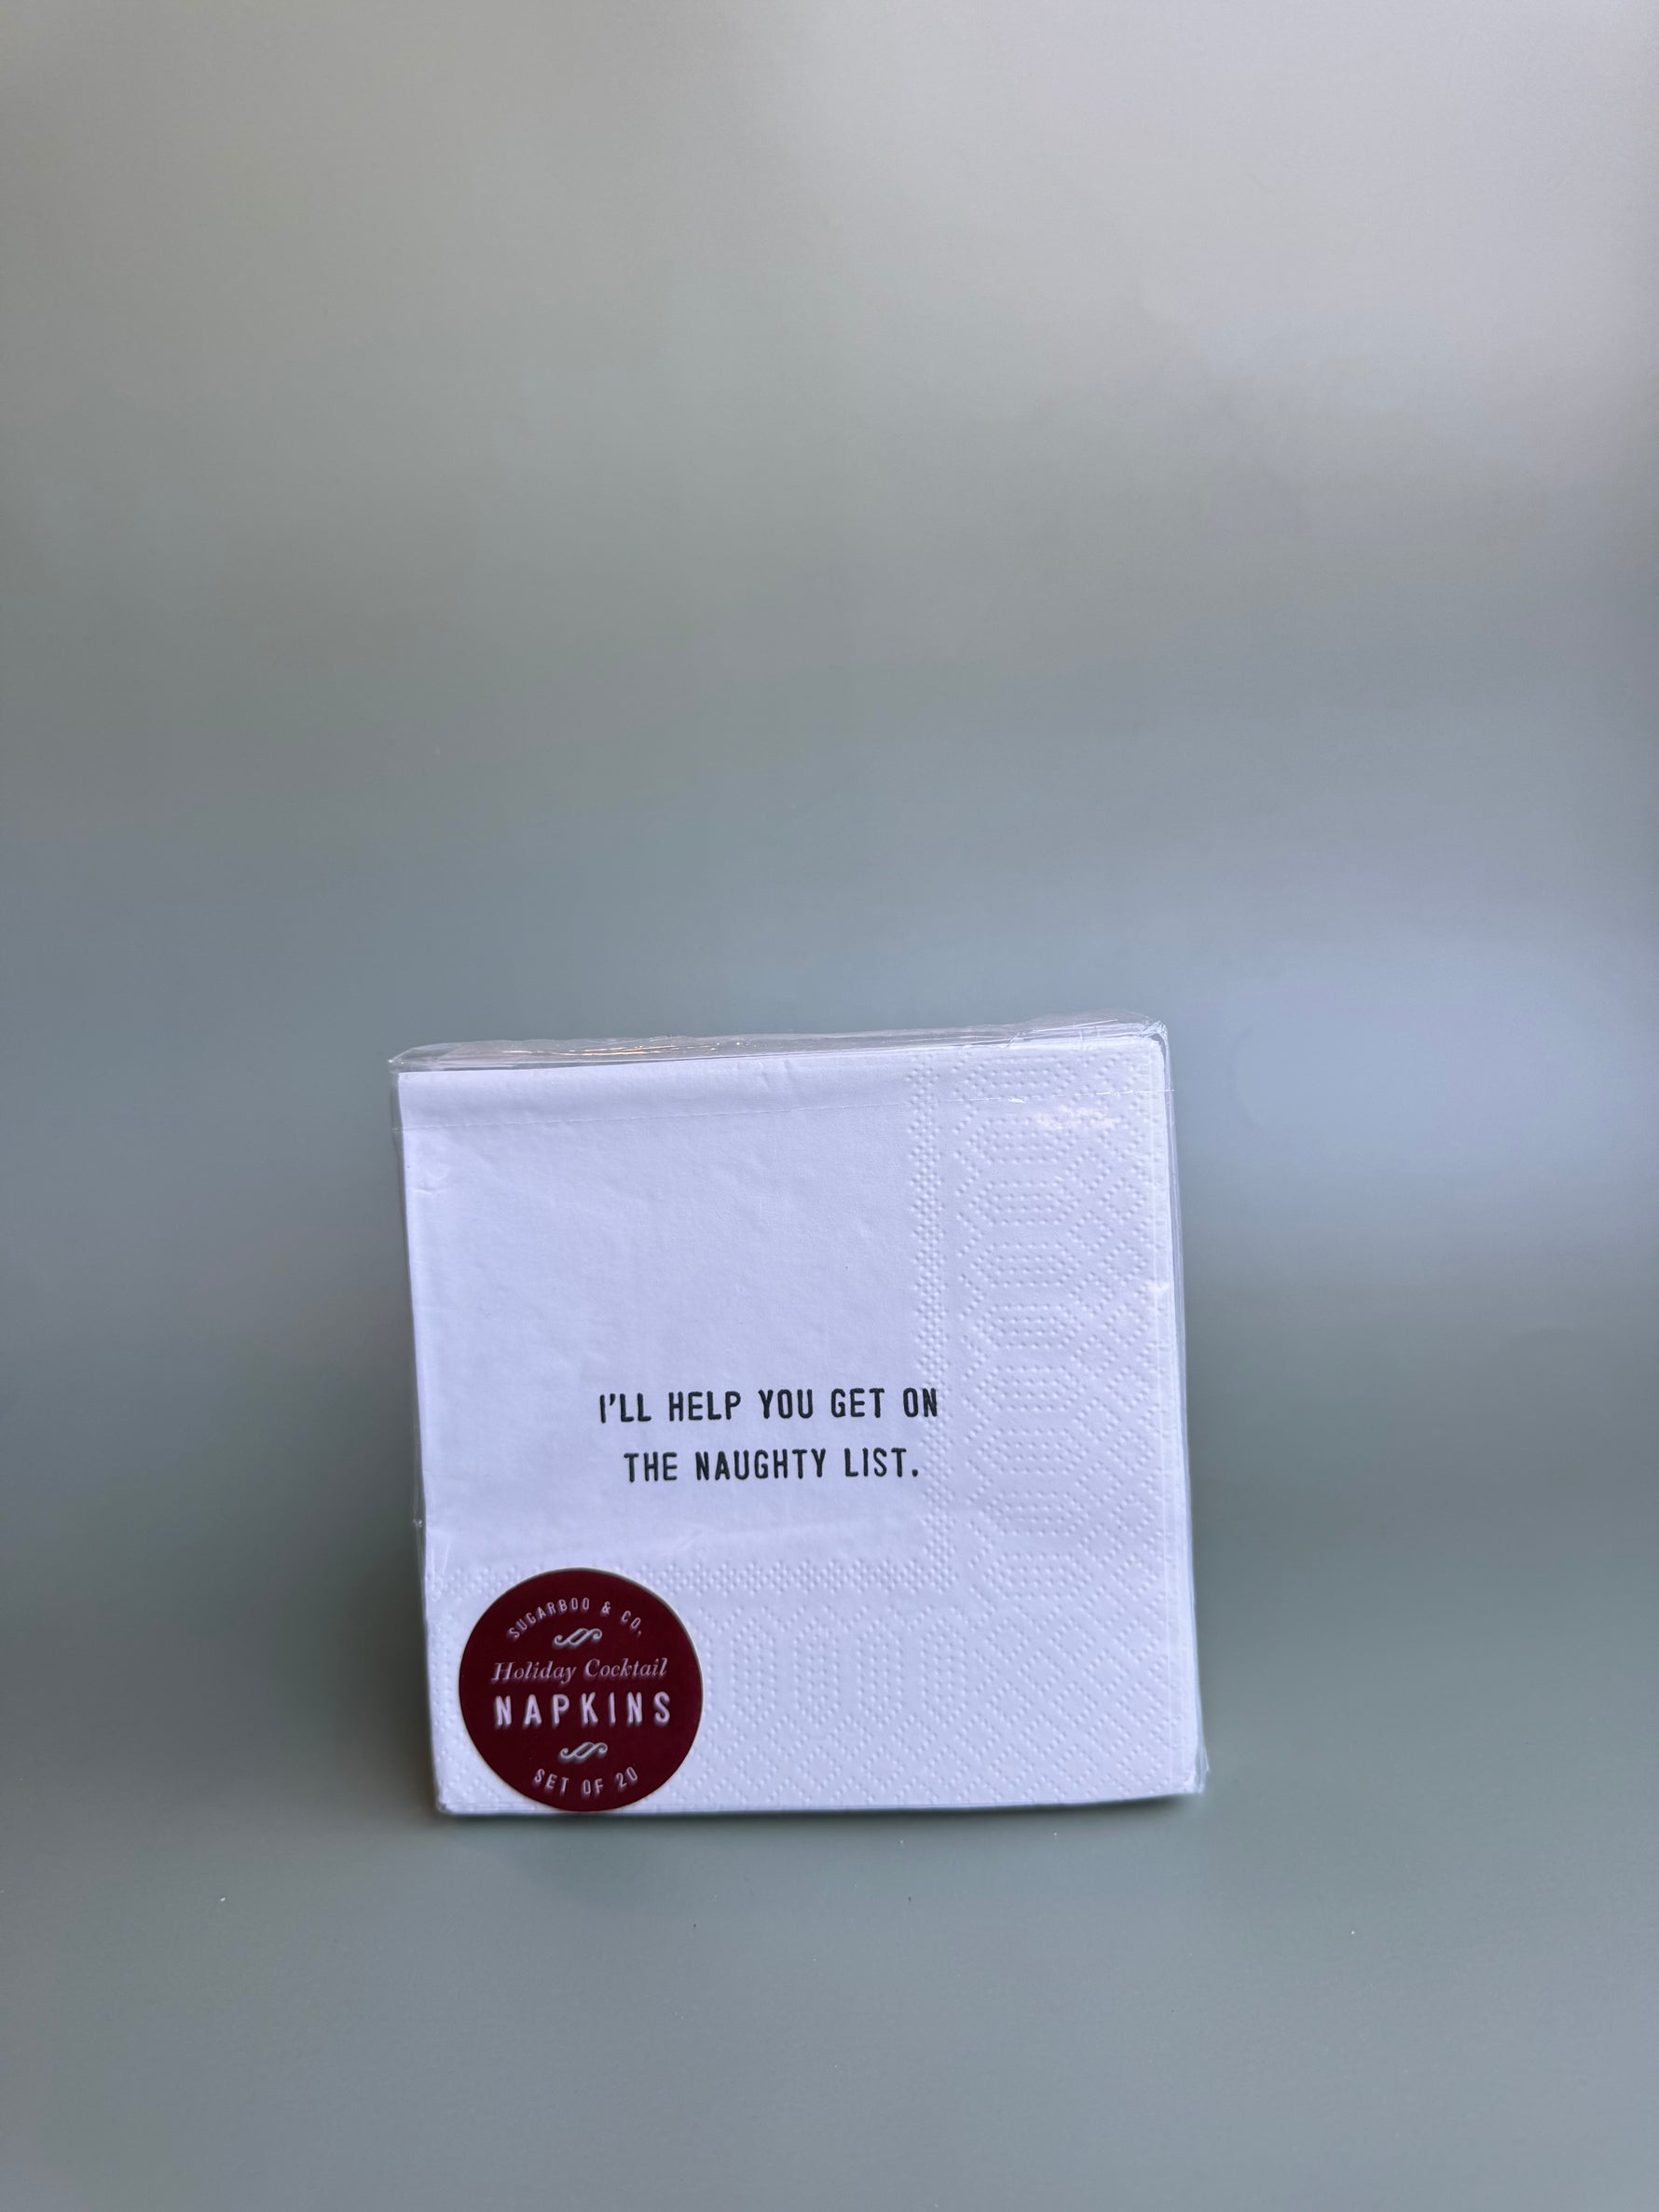 I'LL HELP YOU GET ON
THE NAUGHTY LIST.
SUGARBOO & CO.
Holiday Cocktail
NAPKINS
SET OF 20